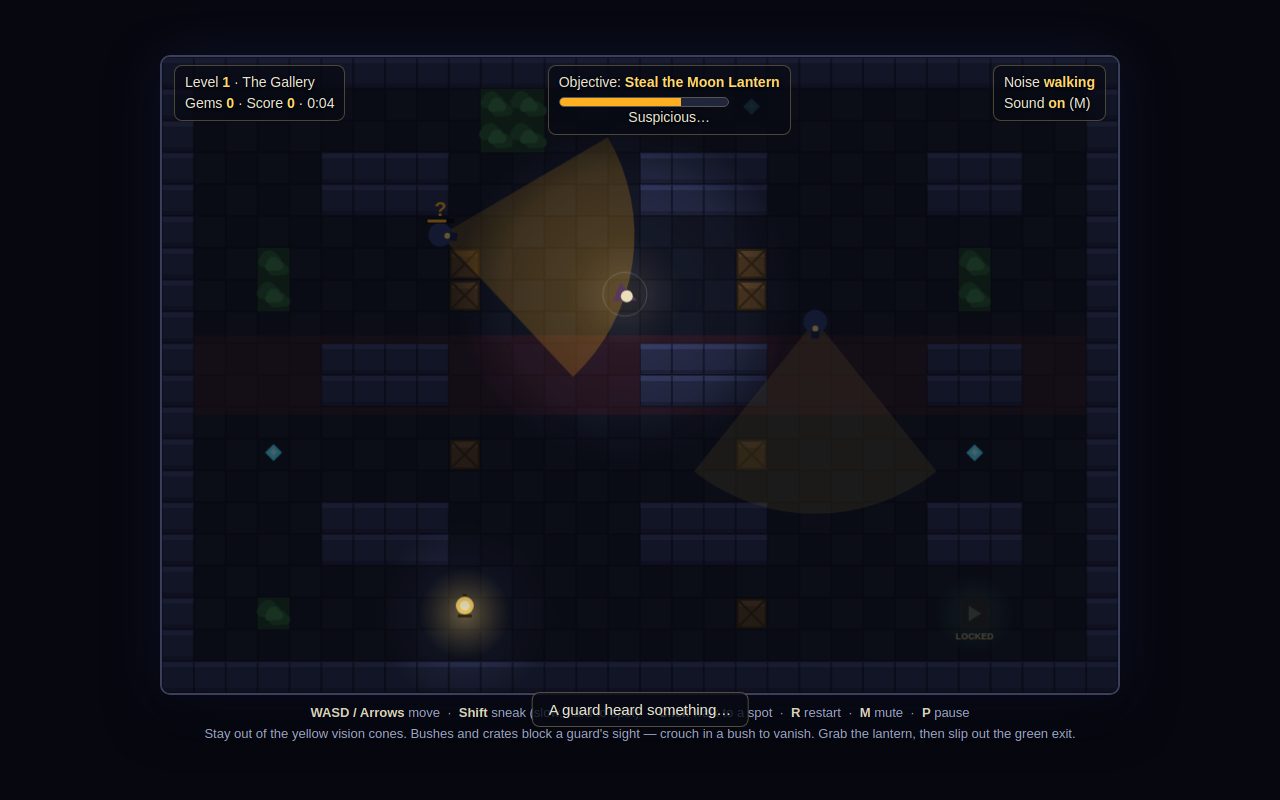 Level 1 · The Gallery
Gems 0 · Score 0 · 0:04
Objective: Steal the Moon Lantern
Suspicious…
Noise walking
Sound on (M)
?
LOCKED
A guard heard something…
WASD / Arrows move · Shift sneak ( a spot · R restart · M mute · P pause
Stay out of the yellow vision cones. Bushes and crates block a guard's sight — crouch in a bush to vanish. Grab the lantern, then slip out the green exit.